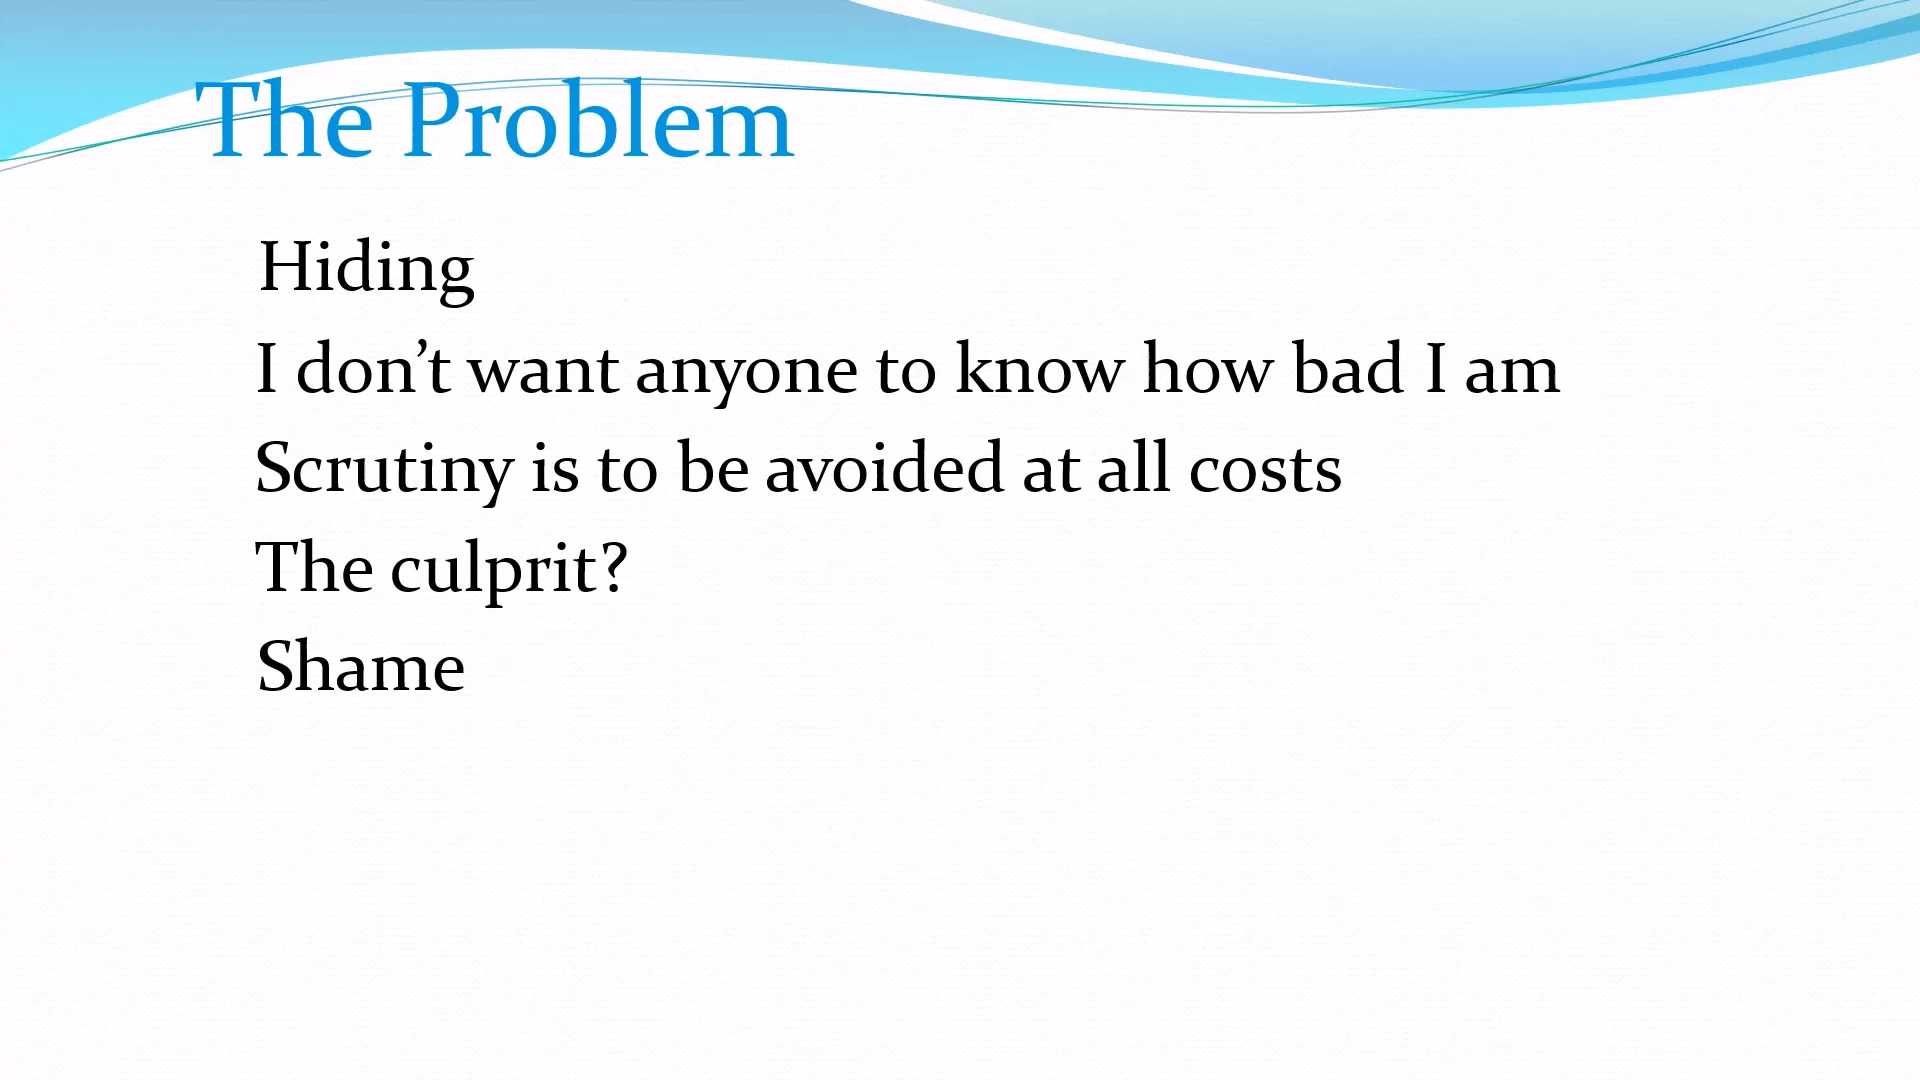 The Problem
Hiding
I don’t want anyone to know how bad I am
Scrutiny is to be avoided at all costs
The culprit?
Shame